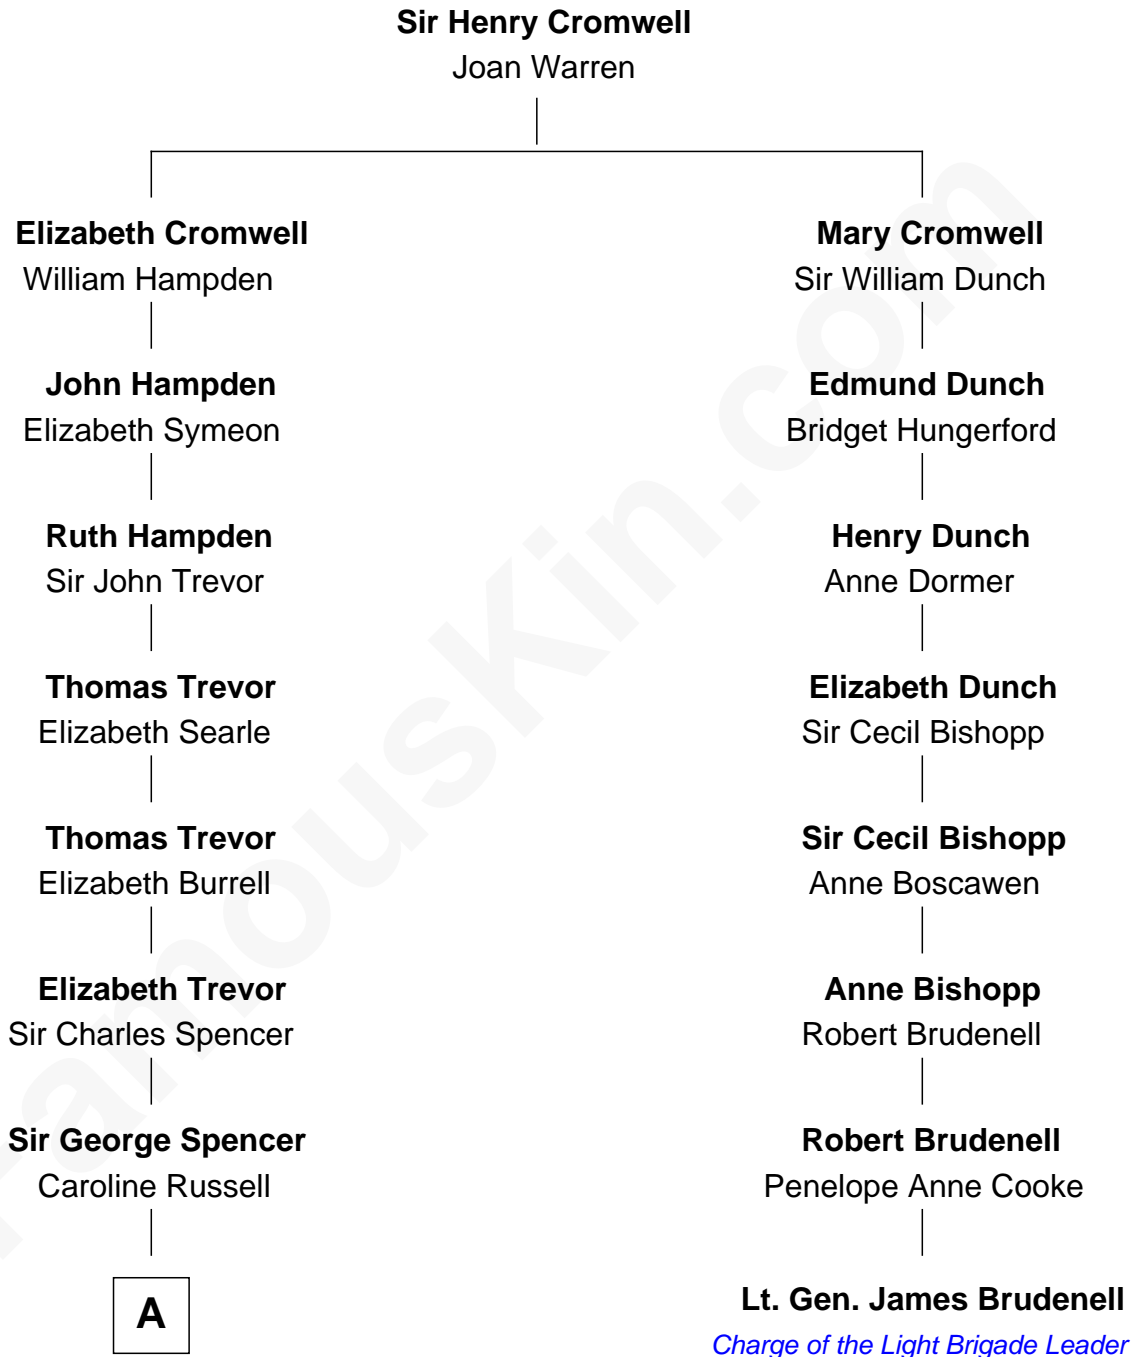 Sir Henry Cromwell
Joan Warren
Elizabeth Cromwell
William Hampden
Mary Cromwell
Sir William Dunch
John Hampden
Elizabeth Symeon
Edmund Dunch
Bridget Hungerford
Ruth Hampden
Sir John Trevor
Henry Dunch
Anne Dormer
Thomas Trevor
Elizabeth Searle
Elizabeth Dunch
Sir Cecil Bishopp
Thomas Trevor
Elizabeth Burrell
Sir Cecil Bishopp
Anne Boscawen
Elizabeth Trevor
Sir Charles Spencer
Anne Bishopp
Robert Brudenell
Sir George Spencer
Caroline Russell
Robert Brudenell
Penelope Anne Cooke
A
Lt. Gen. James Brudenell
Charge of the Light Brigade Leader
FamousKin.com